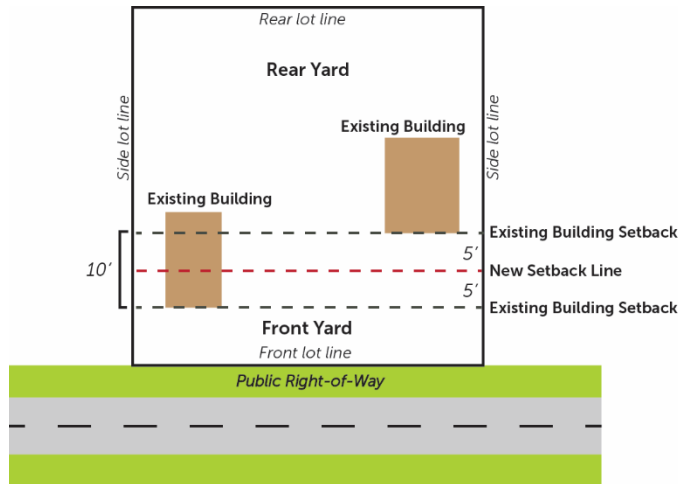 Rear lot line
Rear Yard
Side lot line
Side lot line
Existing Building
Existing Building
Existing Building Setback
5’
10’
New Setback Line
5’
Existing Building Setback
Front Yard
Front lot line
Public Right-of-Way